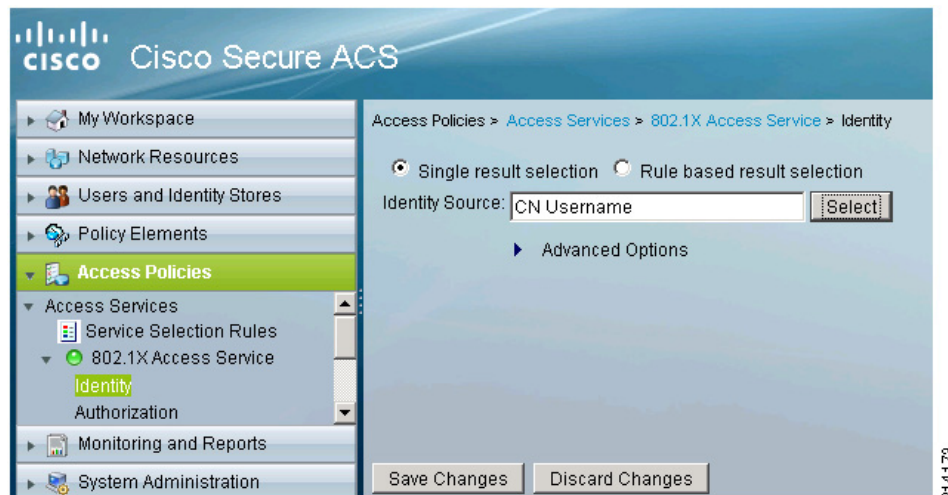 CISCO Cisco Secure ACS
My Workspace
Network Resources
Users and Identity Stores
Policy Elements
Access Policies
Access Services
Service Selection Rules
802.1X Access Service
Identity
Authorization
Monitoring and Reports
System Administration
Access Policies > Access Services > 802.1X Access Service > Identity
Single result selection Rule based result selection
Identity Source: CN Username Select
Advanced Options
Save Changes Discard Changes